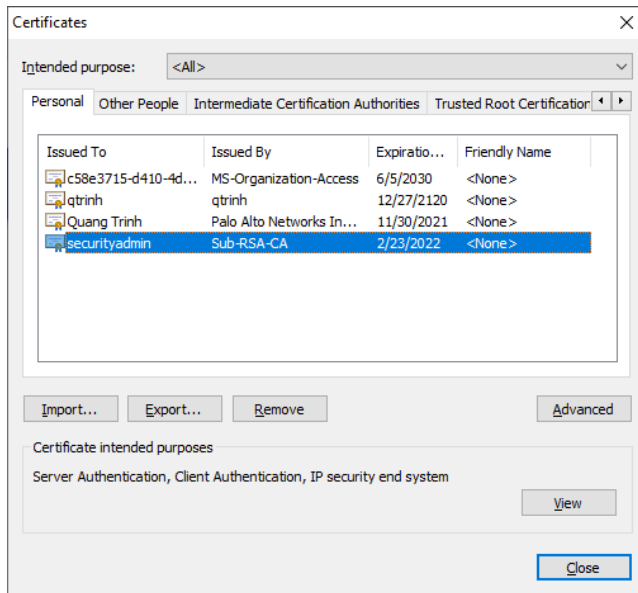 Certificates
Intended purpose: <All>
Personal Other People Intermediate Certification Authorities Trusted Root Certification
Issued To Issued By Expiratio... Friendly Name
c58e3715-d410-4d... MS-Organization-Access 6/5/2030 <None>
qtrinh qtrinh 12/27/2120 <None>
Quang Trinh Palo Alto Networks In... 11/30/2021 <None>
securityadmin Sub-RSA-CA 2/23/2022 <None>
Import... Export... Remove Advanced
Certificate intended purposes
Server Authentication, Client Authentication, IP security end system
View
Close